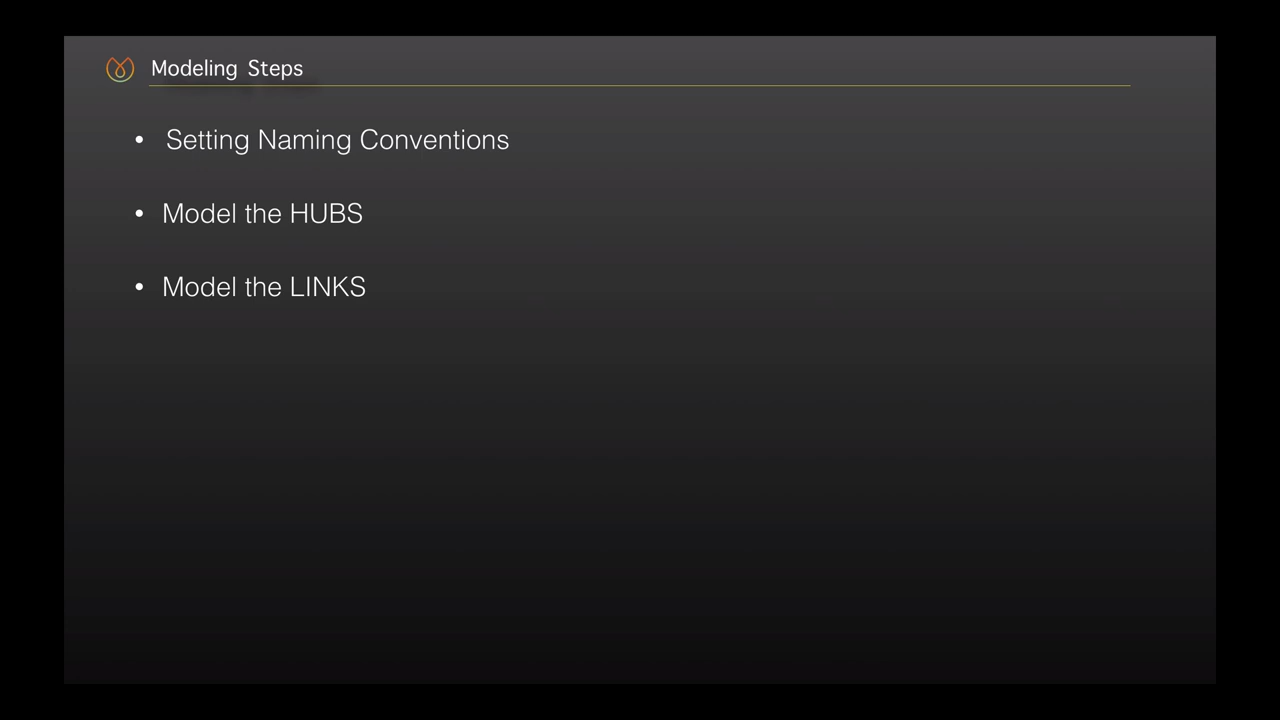 Modeling Steps
• Setting Naming Conventions
• Model the HUBS
• Model the LINKS